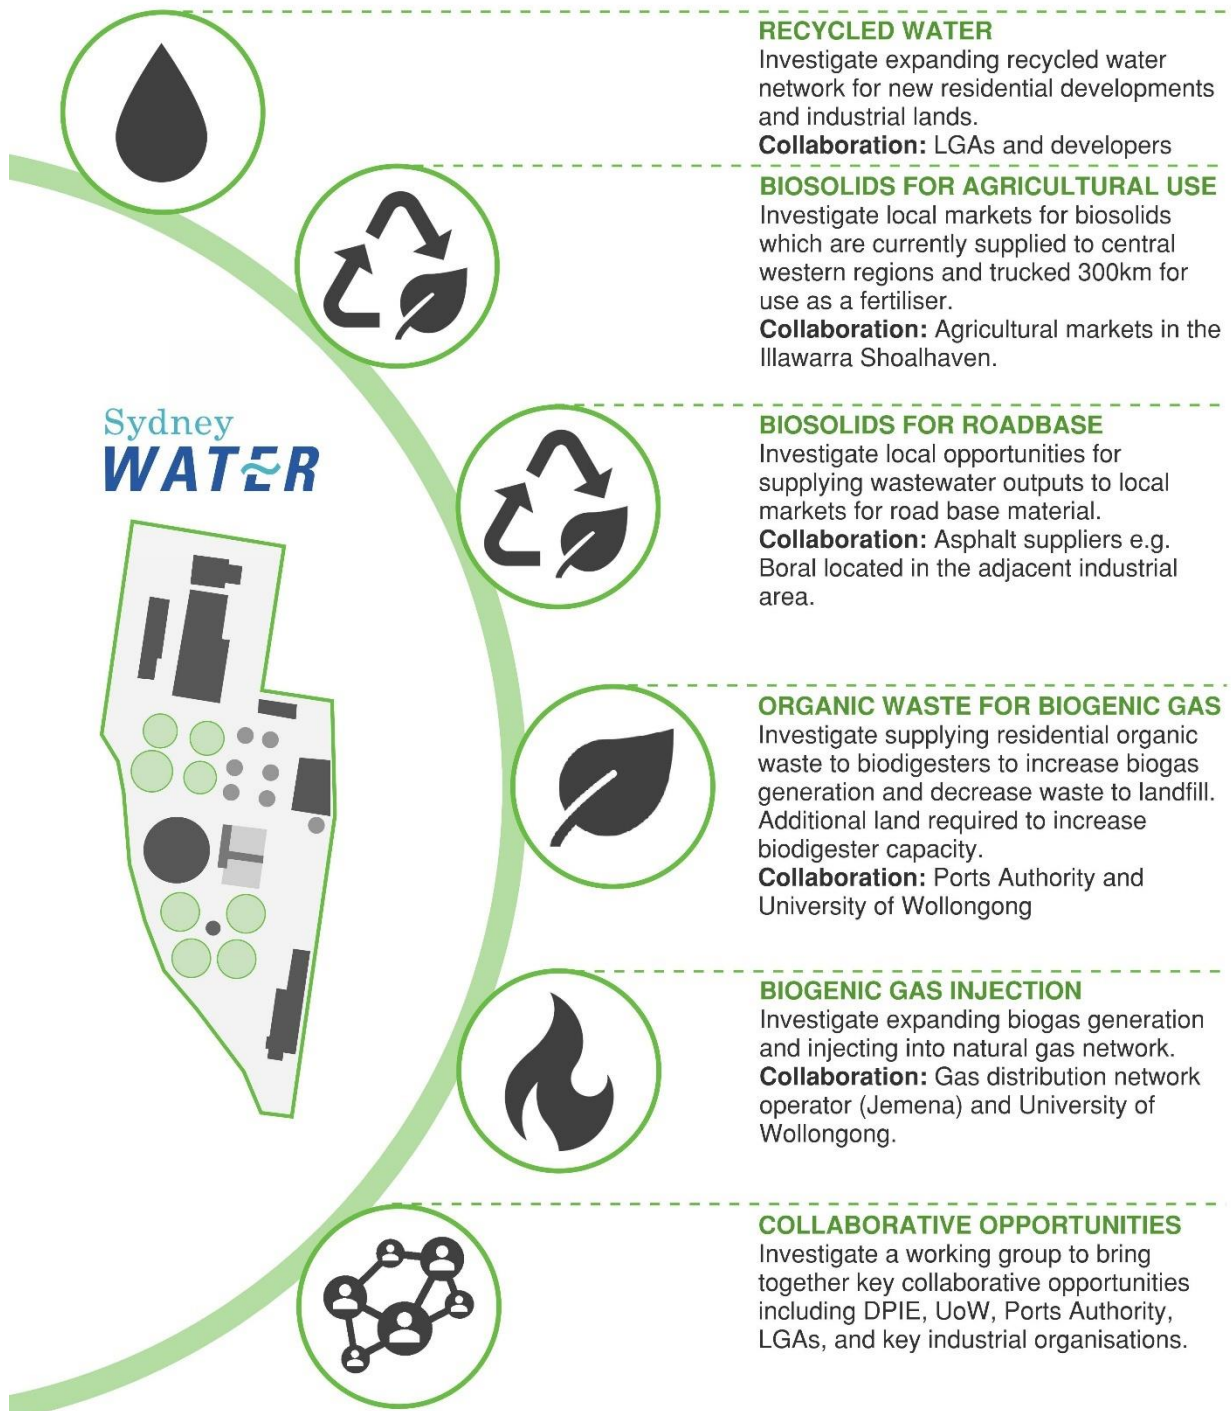 RECYCLED WATER
Investigate expanding recycled water
network for new residential developments
and industrial lands.
Collaboration: LGAs and developers
BIOSOLIDS FOR AGRICULTURAL USE
Investigate local markets for biosolids
which are currently supplied to central
western regions and trucked 300km for
use as a fertiliser.
Collaboration: Agricultural markets in the
Illawarra Shoalhaven.
Sydney
WATER
BIOSOLIDS FOR ROADBASE
Investigate local opportunities for
supplying wastewater outputs to local
markets for road base material.
Collaboration: Asphalt suppliers e.g.
Boral located in the adjacent industrial
area.
ORGANIC WASTE FOR BIOGENIC GAS
Investigate supplying residential organic
waste to biodigesters to increase biogas
generation and decrease waste to landfill.
Additional land required to increase
biodigester capacity.
Collaboration: Ports Authority and
University of Wollongong
BIOGENIC GAS INJECTION
Investigate expanding biogas generation
and injecting into natural gas network.
Collaboration: Gas distribution network
operator (Jemena) and University of
Wollongong.
COLLABORATIVE OPPORTUNITIES
Investigate a working group to bring
together key collaborative opportunities
including DPIE, UoW, Ports Authority,
LGAs, and key industrial organisations.